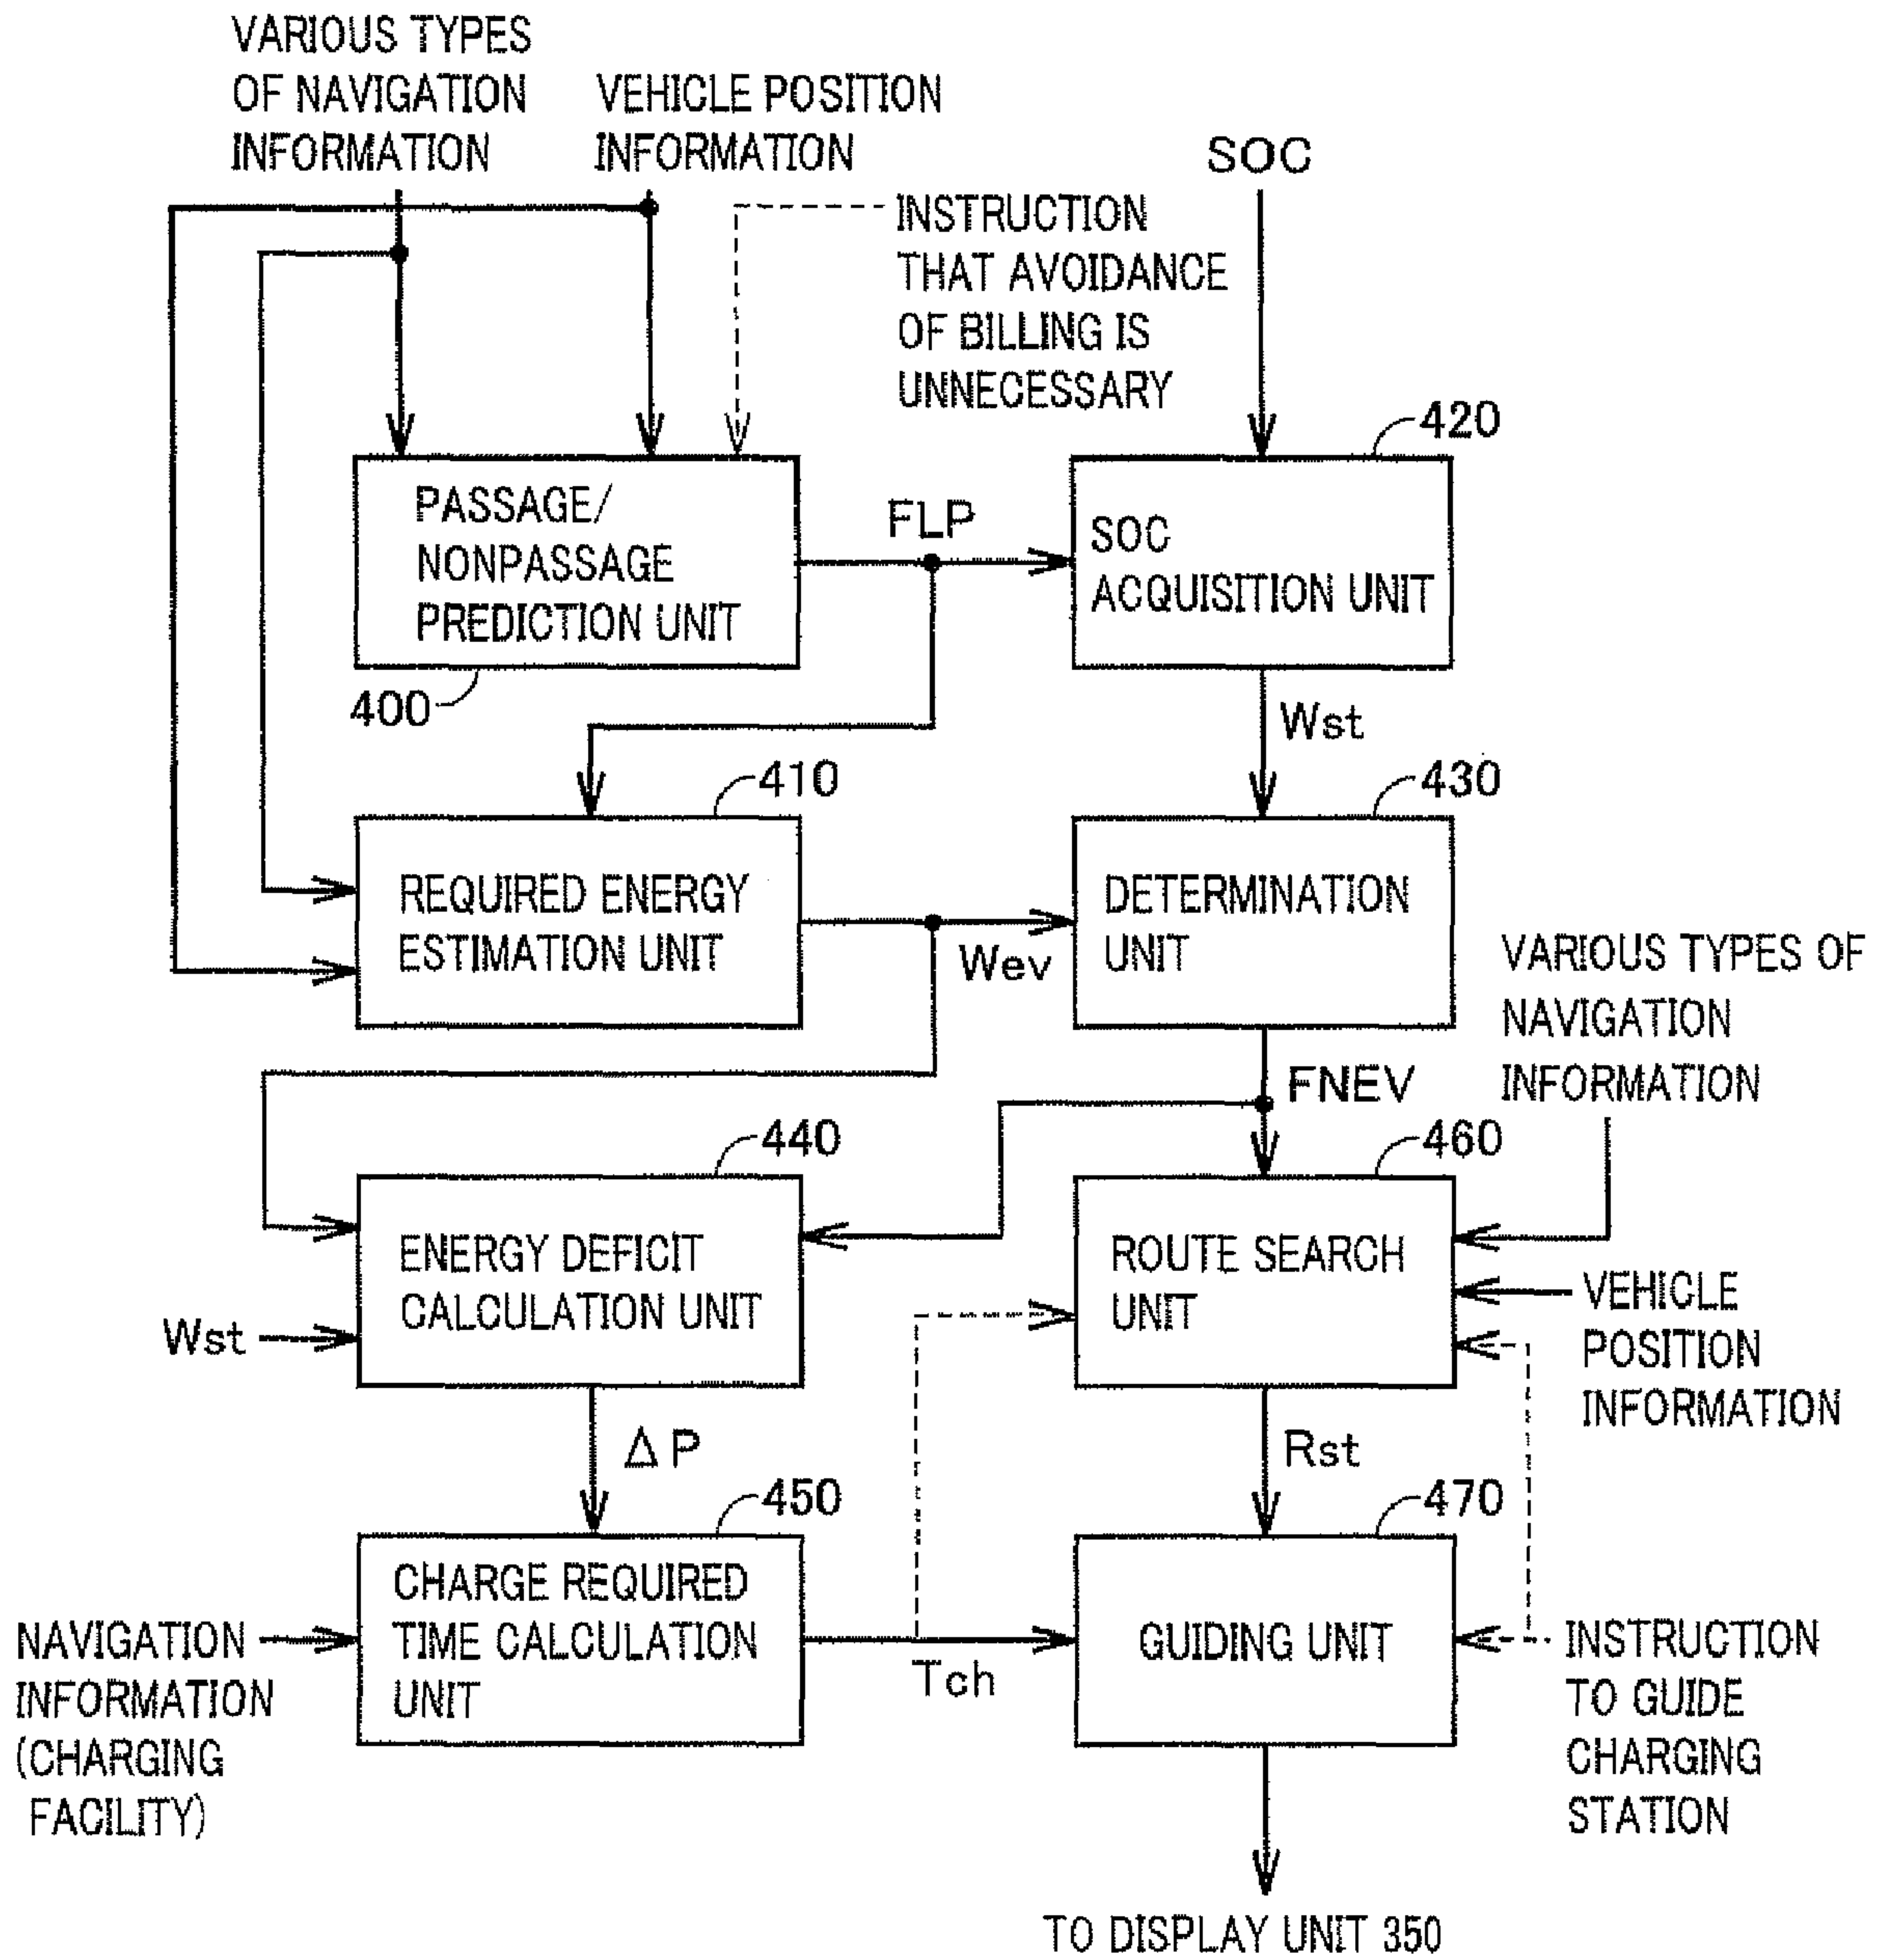 VARIOUS TYPES
OF NAVIGATION
INFORMATION
VEHICLE POSITION
INFORMATION
SOC
INSTRUCTION
THAT AVOIDANCE
OF BILLING IS
UNNECESSARY
420
PASSAGE/
NONPASSAGE
PREDICTION UNIT
FLP
SOC
ACQUISITION UNIT
400
Wst
410
430
REQUIRED ENERGY
ESTIMATION UNIT
Wev
DETERMINATION
UNIT
VARIOUS TYPES OF
NAVIGATION
INFORMATION
FNEV
440
460
ENERGY DEFICIT
CALCULATION UNIT
ROUTE SEARCH
UNIT
VEHICLE
POSITION
INFORMATION
Wst
ΔP
Rst
450
470
NAVIGATION
INFORMATION
(CHARGING
FACILITY)
CHARGE REQUIRED
TIME CALCULATION
UNIT
Tch
GUIDING UNIT
INSTRUCTION
TO GUIDE
CHARGING
STATION
TO DISPLAY UNIT 350